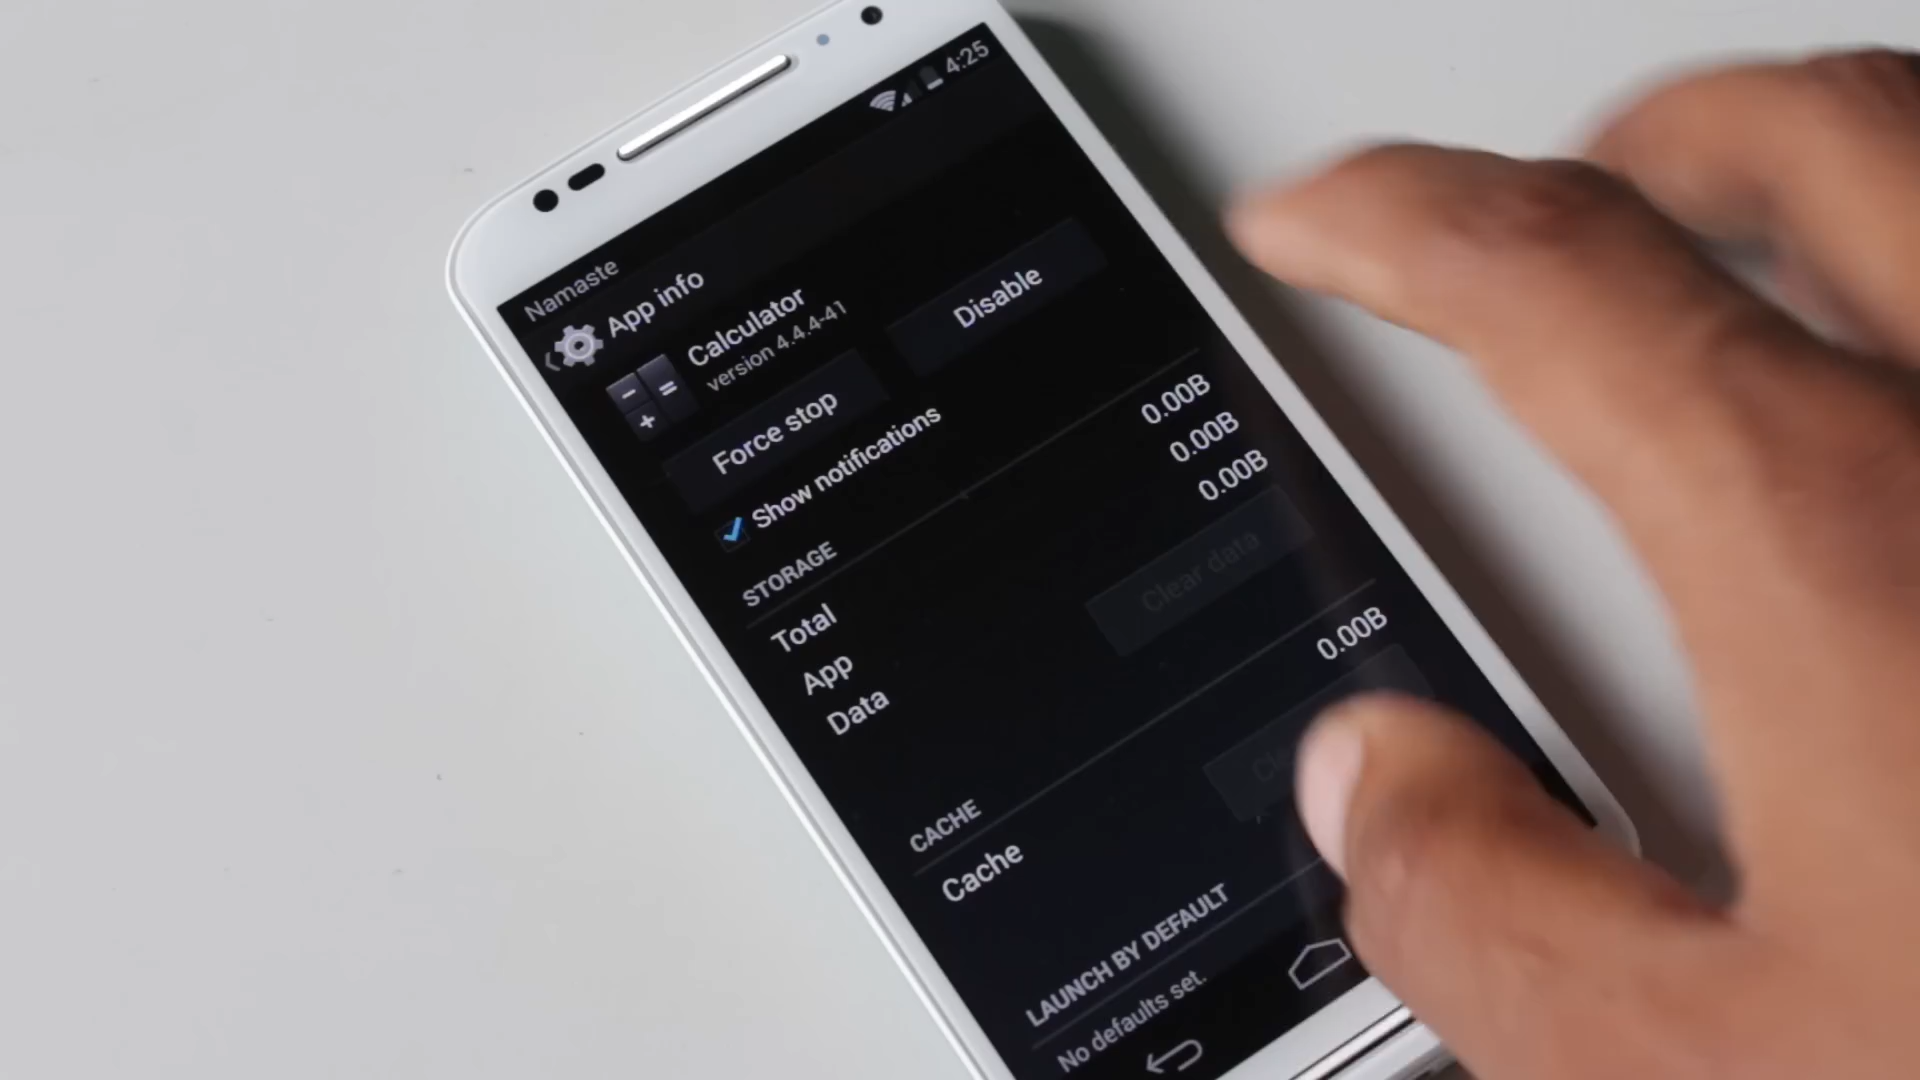 4:25
Namaste
App info
Calculator
version 4.4.4-41
Force stop
Disable
Show notifications
STORAGE
Total 0.00B
App 0.00B
Data 0.00B
Clear data
CACHE
Cache 0.00B
LAUNCH BY DEFAULT
No defaults set.